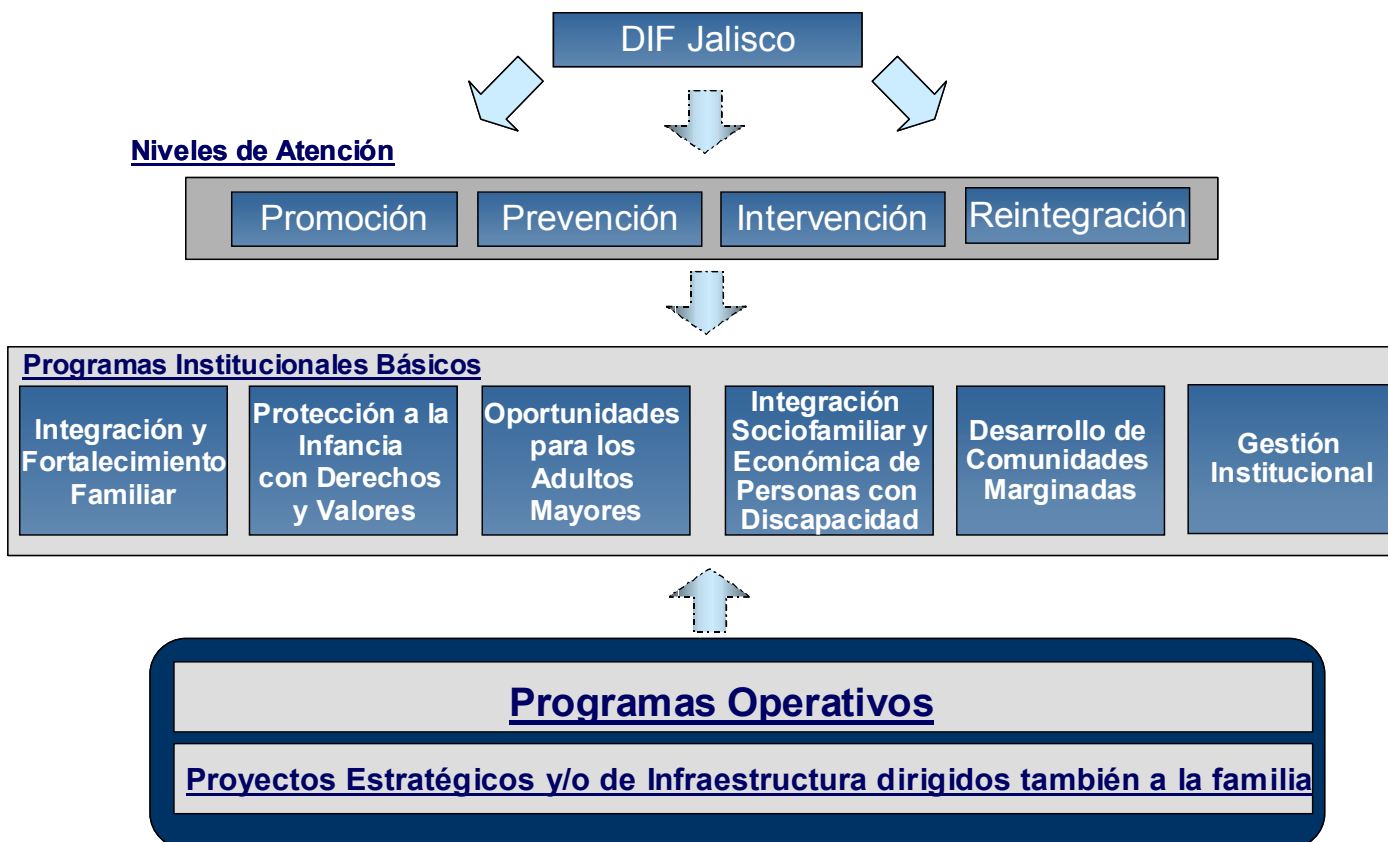 DIF Jalisco
Niveles de Atención
Promoción
Prevención
Intervención
Reintegración
Programas Institucionales Básicos
Integración y
Fortalecimiento
Familiar
Protección a la
Infancia
con Derechos
y Valores
Oportunidades
para los
Adultos
Mayores
Integración
Sociofamiliar y
Económica de
Personas con
Discapacidad
Desarrollo de
Comunidades
Marginadas
Gestión
Institucional
Programas Operativos
Proyectos Estratégicos y/o de Infraestructura dirigidos también a la familia